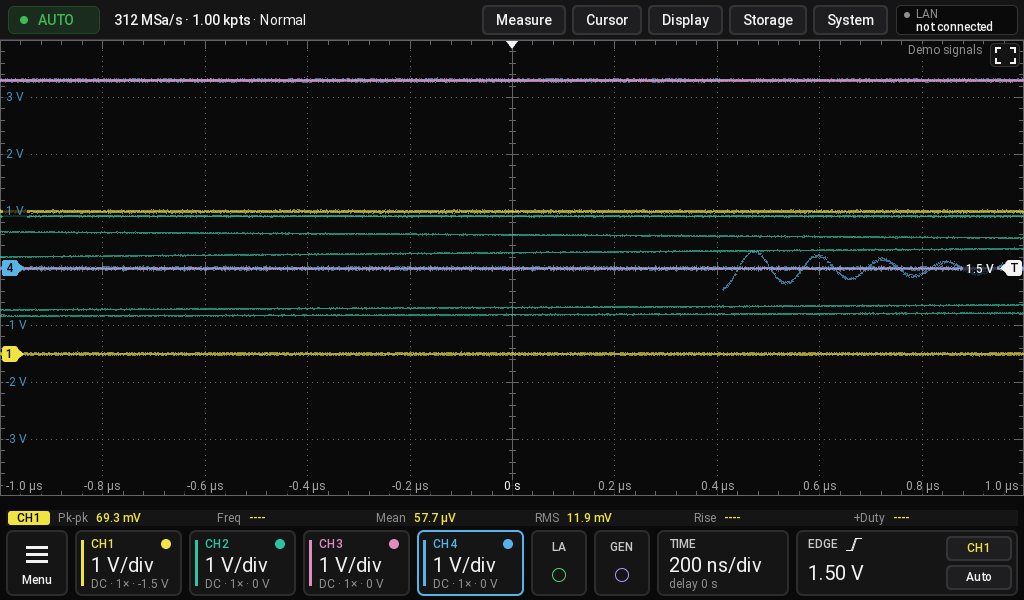 AUTO
312 MSa/s · 1.00 kpts · Normal
Measure
Cursor
Display
Storage
System
LAN
not connected
Demo signals
3 V
2 V
1 V
4
1.5 V
T
-1 V
1
-2 V
-3 V
-1.0 µs
-0.8 µs
-0.6 µs
-0.4 µs
-0.2 µs
0 s
0.2 µs
0.4 µs
0.6 µs
0.8 µs
1.0 µs
CH1 Pk-pk 69.3 mV Freq ---- Mean 57.7 µV RMS 11.9 mV Rise ---- +Duty ----
Menu
CH1
1 V/div
DC · 1× · -1.5 V
CH2
1 V/div
DC · 1× · 0 V
CH3
1 V/div
DC · 1× · 0 V
CH4
1 V/div
DC · 1× · 0 V
LA
GEN
TIME
200 ns/div
delay 0 s
EDGE
1.50 V
CH1
Auto